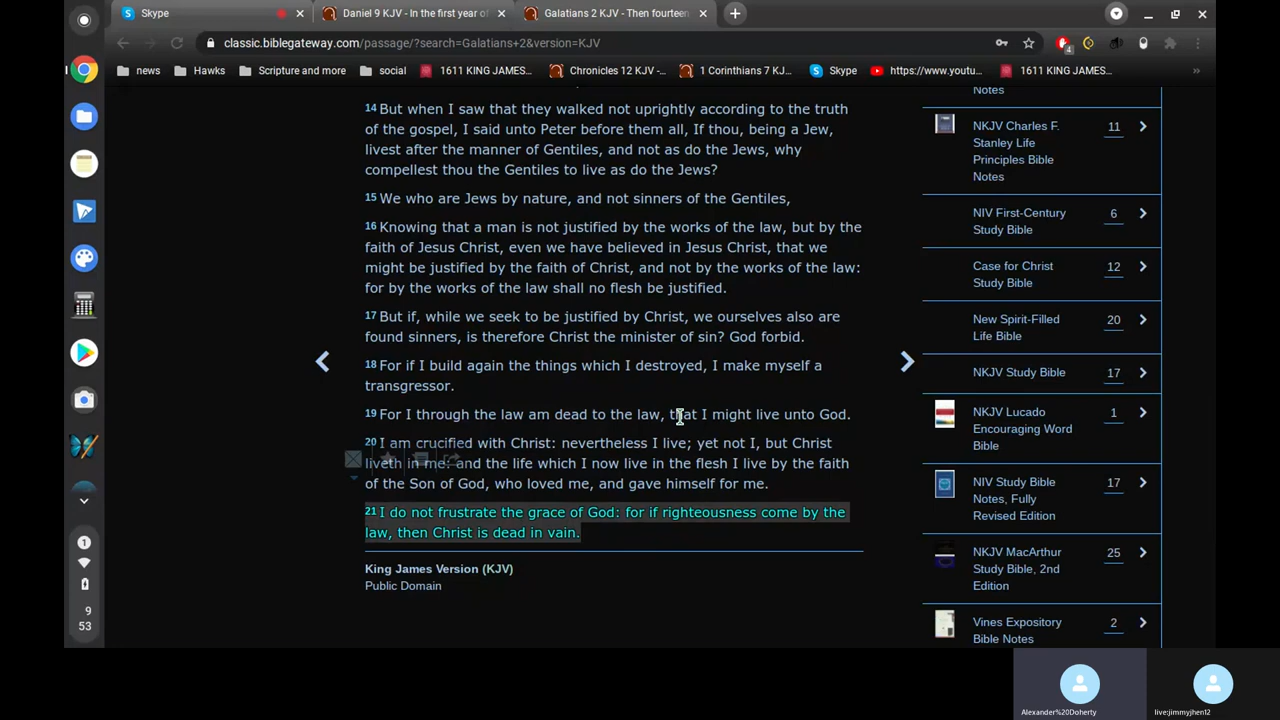 Skype
Daniel 9 KJV - In the first year of
Galatians 2 KJV - Then fourteen
classic.biblegateway.com/passage/?search=Galatians+2&version=KJV
4
news
Hawks
Scripture and more
social
1611 KING JAMES...
Chronicles 12 KJV -...
1 Corinthians 7 KJ...
Skype
https://www.youtu...
1611 KING JAMES...
14 But when I saw that they walked not uprightly according to the truth
of the gospel, I said unto Peter before them all, If thou, being a Jew,
livest after the manner of Gentiles, and not as do the Jews, why
compellest thou the Gentiles to live as do the Jews?
15 We who are Jews by nature, and not sinners of the Gentiles,
16 Knowing that a man is not justified by the works of the law, but by the
faith of Jesus Christ, even we have believed in Jesus Christ, that we
might be justified by the faith of Christ, and not by the works of the law:
for by the works of the law shall no flesh be justified.
17 But if, while we seek to be justified by Christ, we ourselves also are
found sinners, is therefore Christ the minister of sin? God forbid.
18 For if I build again the things which I destroyed, I make myself a
transgressor.
19 For I through the law am dead to the law, that I might live unto God.
20 I am crucified with Christ: nevertheless I live; yet not I, but Christ
liveth in me: and the life which I now live in the flesh I live by the faith
of the Son of God, who loved me, and gave himself for me.
21 I do not frustrate the grace of God: for if righteousness come by the
law, then Christ is dead in vain.
King James Version (KJV)
Public Domain
Notes
NKJV Charles F.
Stanley Life
Principles Bible
Notes
11
NIV First-Century
Study Bible
6
Case for Christ
Study Bible
12
New Spirit-Filled
Life Bible
20
NKJV Study Bible
17
NKJV Lucado
Encouraging Word
Bible
1
NIV Study Bible
Notes, Fully
Revised Edition
17
NKJV MacArthur
Study Bible, 2nd
Edition
25
Vines Expository
Bible Notes
2
1
9
53
Alexander%20Doherty
live:jimmyjhen12